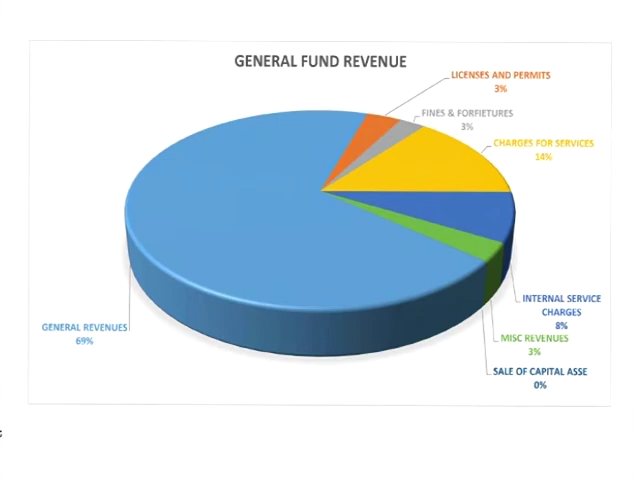 GENERAL FUND REVENUE
LICENSES AND PERMITS
3%
FINES & FORFIETURES
3%
CHARGES FOR SERVICES
14%
INTERNAL SERVICE
CHARGES
8%
GENERAL REVENUES
69%
MISC REVENUES
3%
SALE OF CAPITAL ASSE
0%